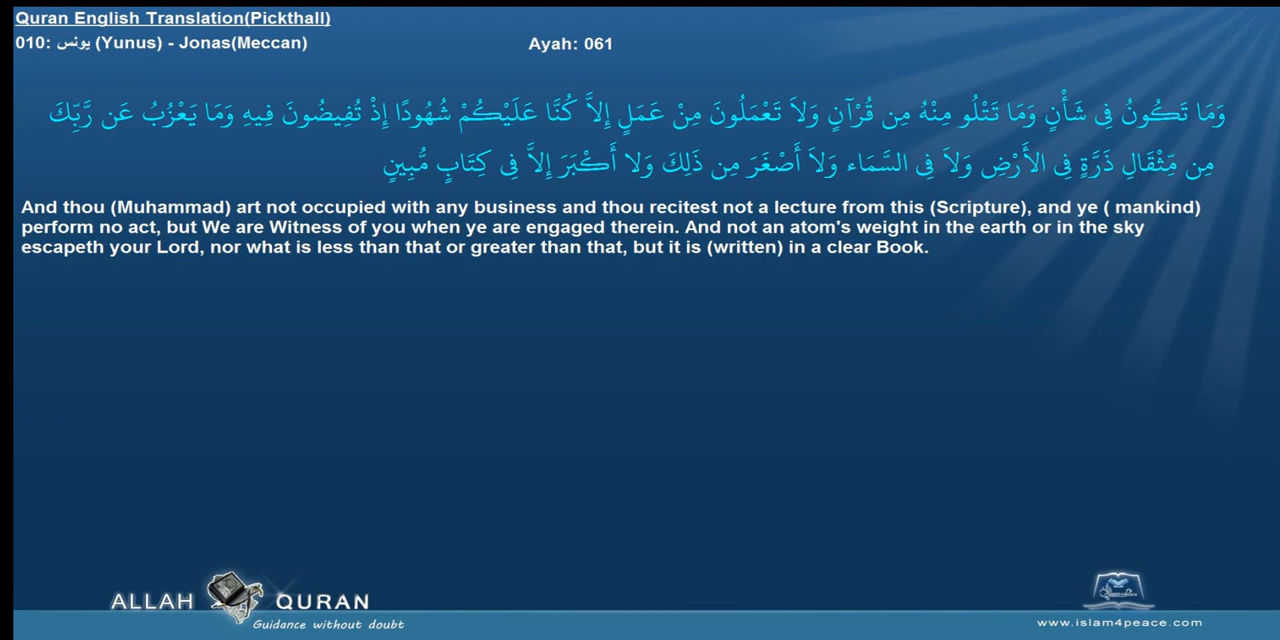 Quran English Translation(Pickthall)
010: يونس (Yunus) - Jonas(Meccan)
Ayah: 061
وَمَا تَكُونُ فِي شَأْنٍ وَمَا تَتْلُو مِنْهُ مِن قُرْآنٍ وَلاَ تَعْمَلُونَ مِنْ عَمَلٍ إِلاَّ كُنَّا عَلَيْكُمْ شُهُودًا إِذْ تُفِيضُونَ فِيهِ وَمَا يَعْزُبُ عَن رَّبِّكَ
مِن مِّثْقَالِ ذَرَّةٍ فِي الأَرْضِ وَلاَ فِي السَّمَاء وَلاَ أَصْغَرَ مِن ذَلِكَ وَلا أَكْبَرَ إِلاَّ فِي كِتَابٍ مُّبِينٍ
And thou (Muhammad) art not occupied with any business and thou recitest not a lecture from this (Scripture), and ye ( mankind)
perform no act, but We are Witness of you when ye are engaged therein. And not an atom's weight in the earth or in the sky
escapeth your Lord, nor what is less than that or greater than that, but it is (written) in a clear Book.
ALLAH QURAN
Guidance without doubt
www.islam4peace.com